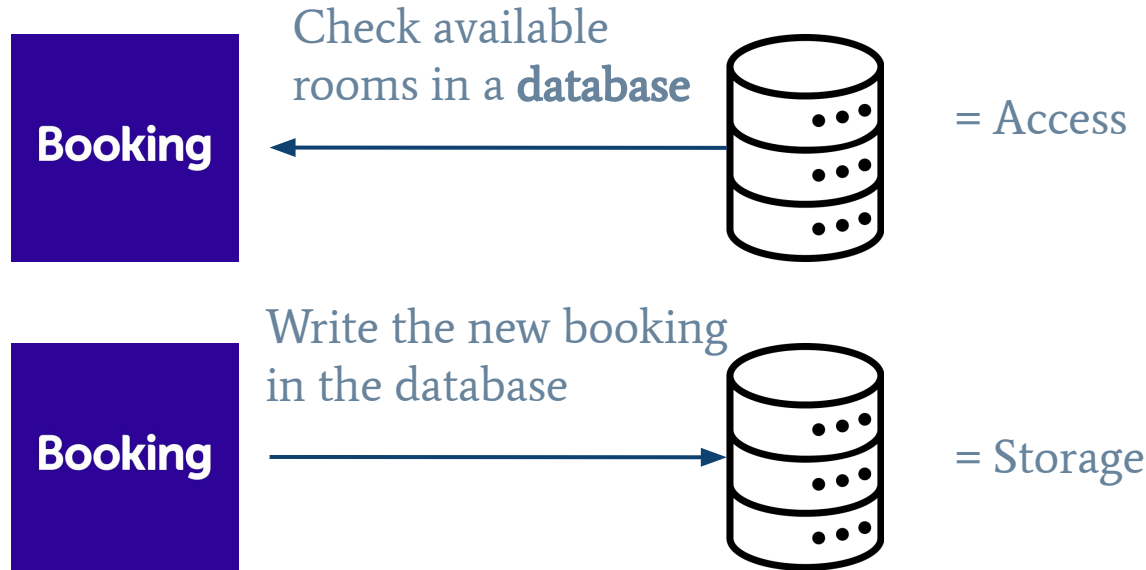 Check available
rooms in a database
Booking
= Access
Write the new booking
in the database
Booking
= Storage